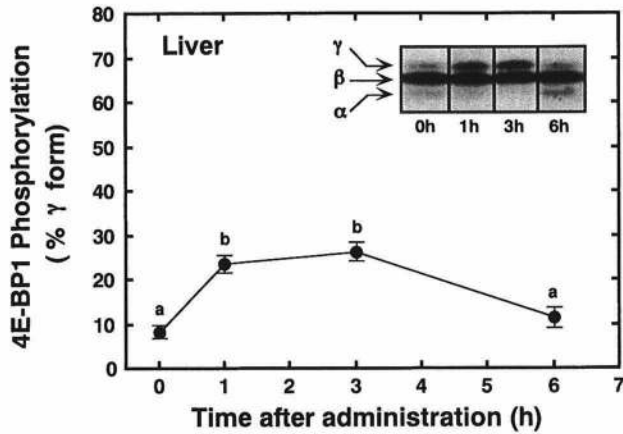 80
70
60
50
40
30
20
10
0
4E-BP1 Phosphorylation
( % γ form)
Liver
γ
β
α
0h 1h 3h 6h
a
b
b
a
0 1 2 3 4 5 6 7
Time after administration (h)